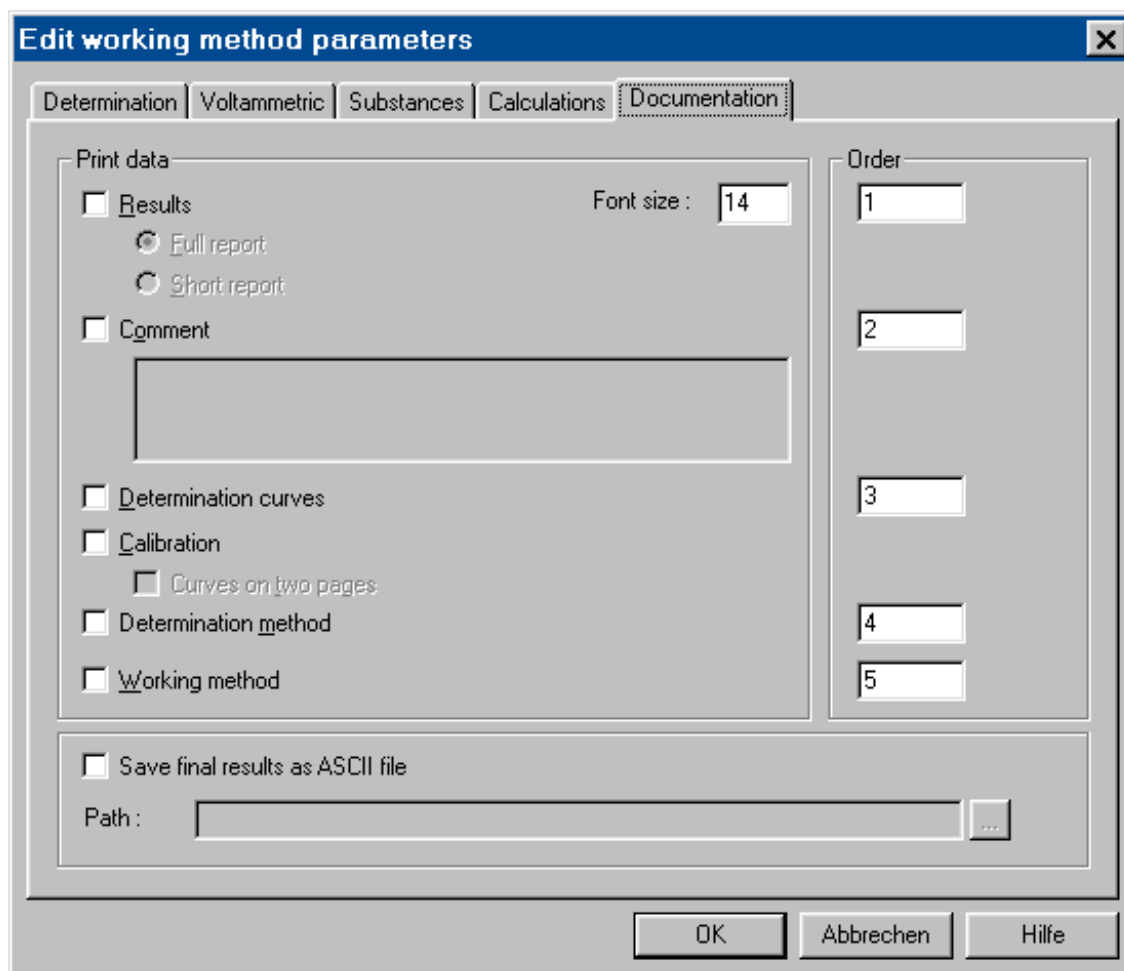 Edit working method parameters
Determination Voltammetric Substances Calculations Documentation
Print data Order
Results Font size : 14 1
Full report
Short report
Comment 2
Determination curves 3
Calibration
Curves on two pages
Determination method 4
Working method 5
Save final results as ASCII file
Path : ...
OK Abbrechen Hilfe